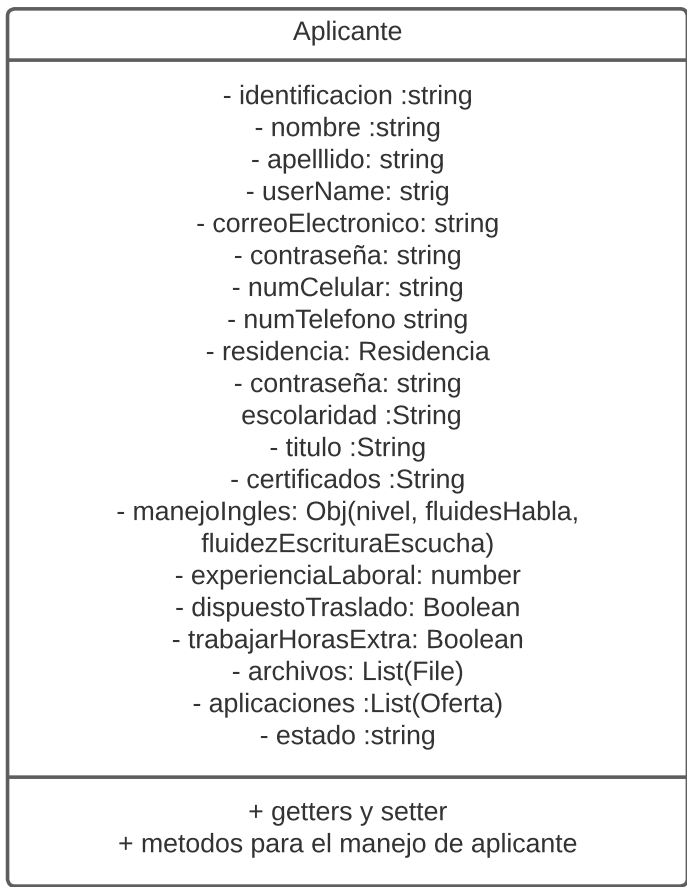 Aplicante
- identificacion :string
- nombre :string
- apelllido: string
- userName: strig
- correoElectronico: string
- contraseña: string
- numCelular: string
- numTelefono string
- residencia: Residencia
- contraseña: string
escolaridad :String
- titulo :String
- certificados :String
- manejoIngles: Obj(nivel, fluidesHabla,
fluidezEscrituraEscucha)
- experienciaLaboral: number
- dispuestoTraslado: Boolean
- trabajarHorasExtra: Boolean
- archivos: List(File)
- aplicaciones :List(Oferta)
- estado :string
+ getters y setter
+ metodos para el manejo de aplicante